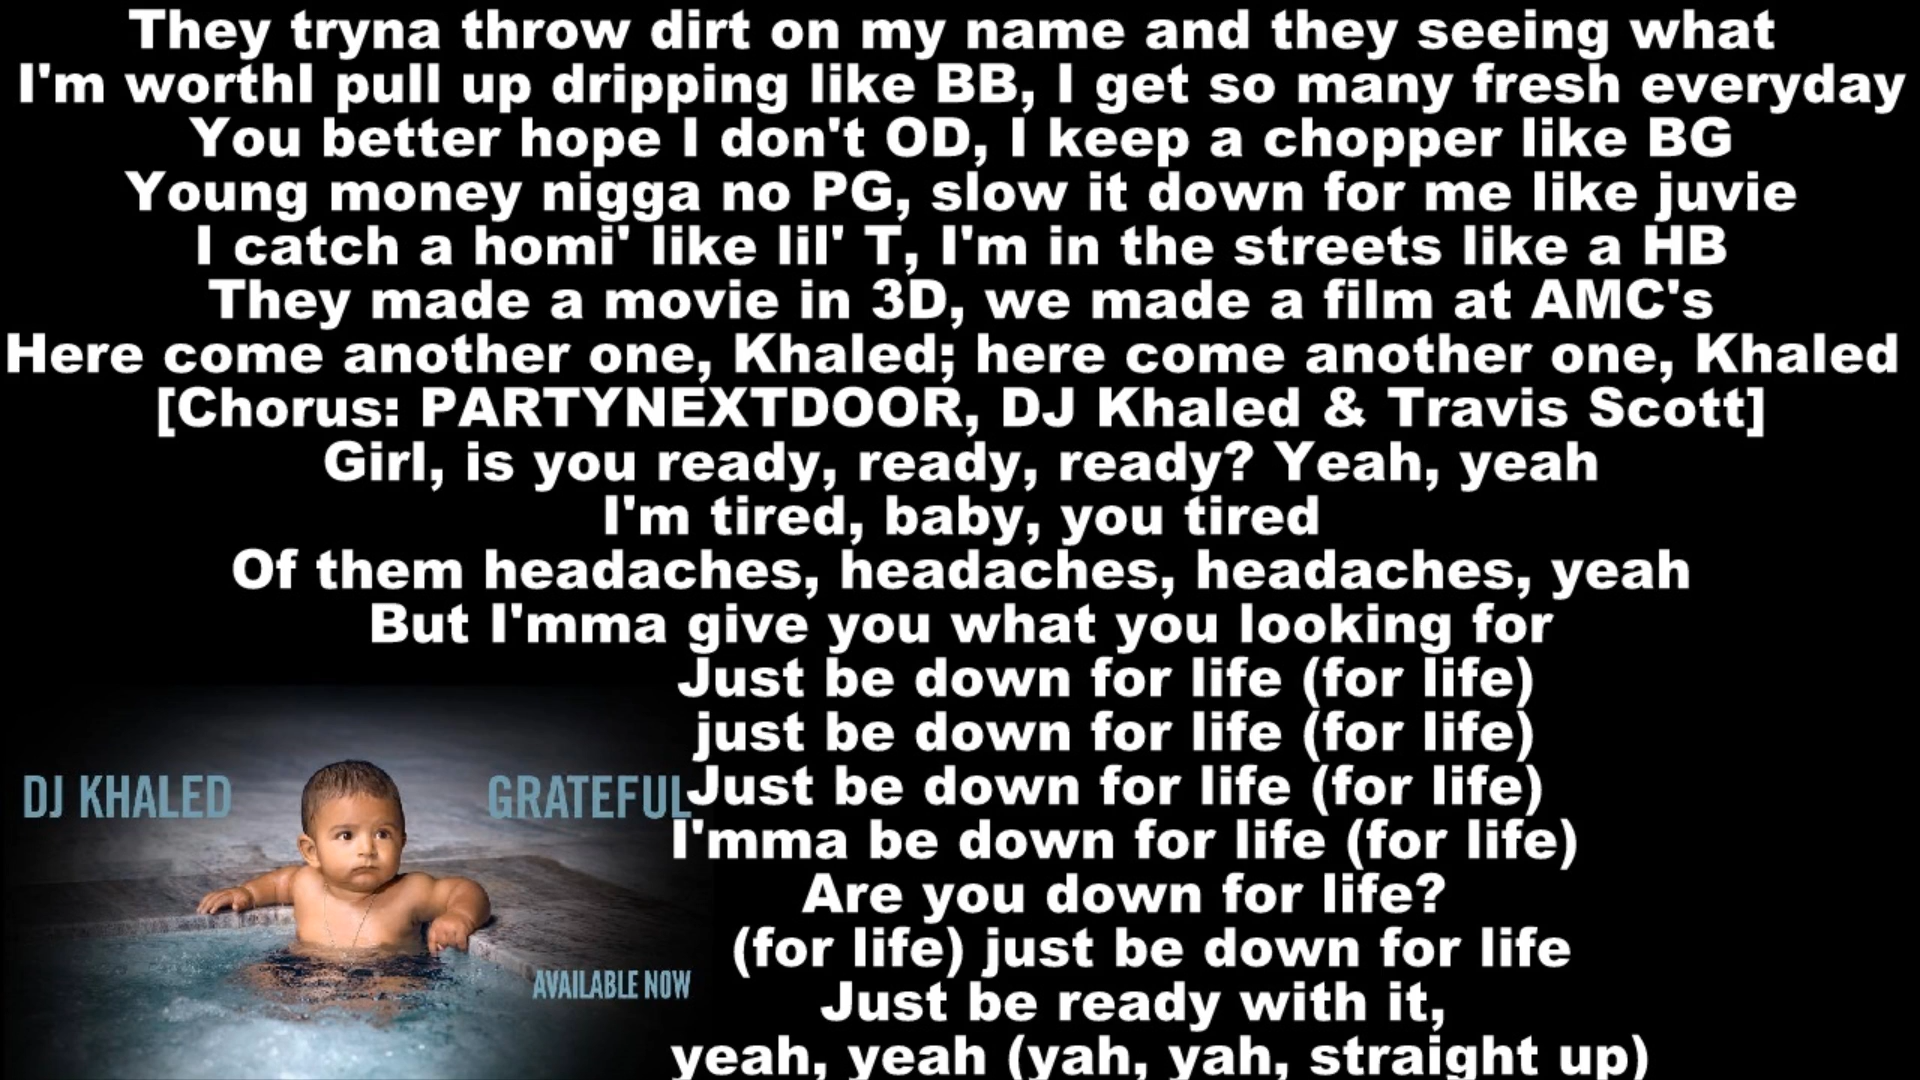 They tryna throw dirt on my name and they seeing what
I'm worthI pull up dripping like BB, I get so many fresh everyday
You better hope I don't OD, I keep a chopper like BG
Young money nigga no PG, slow it down for me like juvie
I catch a homi' like lil' T, I'm in the streets like a HB
They made a movie in 3D, we made a film at AMC's
Here come another one, Khaled; here come another one, Khaled
[Chorus: PARTYNEXTDOOR, DJ Khaled & Travis Scott]
Girl, is you ready, ready, ready? Yeah, yeah
I'm tired, baby, you tired
Of them headaches, headaches, headaches, yeah
But I'mma give you what you looking for
Just be down for life (for life)
just be down for life (for life)
Just be down for life (for life)
I'mma be down for life (for life)
Are you down for life?
(for life) just be down for life
Just be ready with it,
yeah, yeah (yah, yah, straight up)
DJ KHALED
GRATEFUL
AVAILABLE NOW